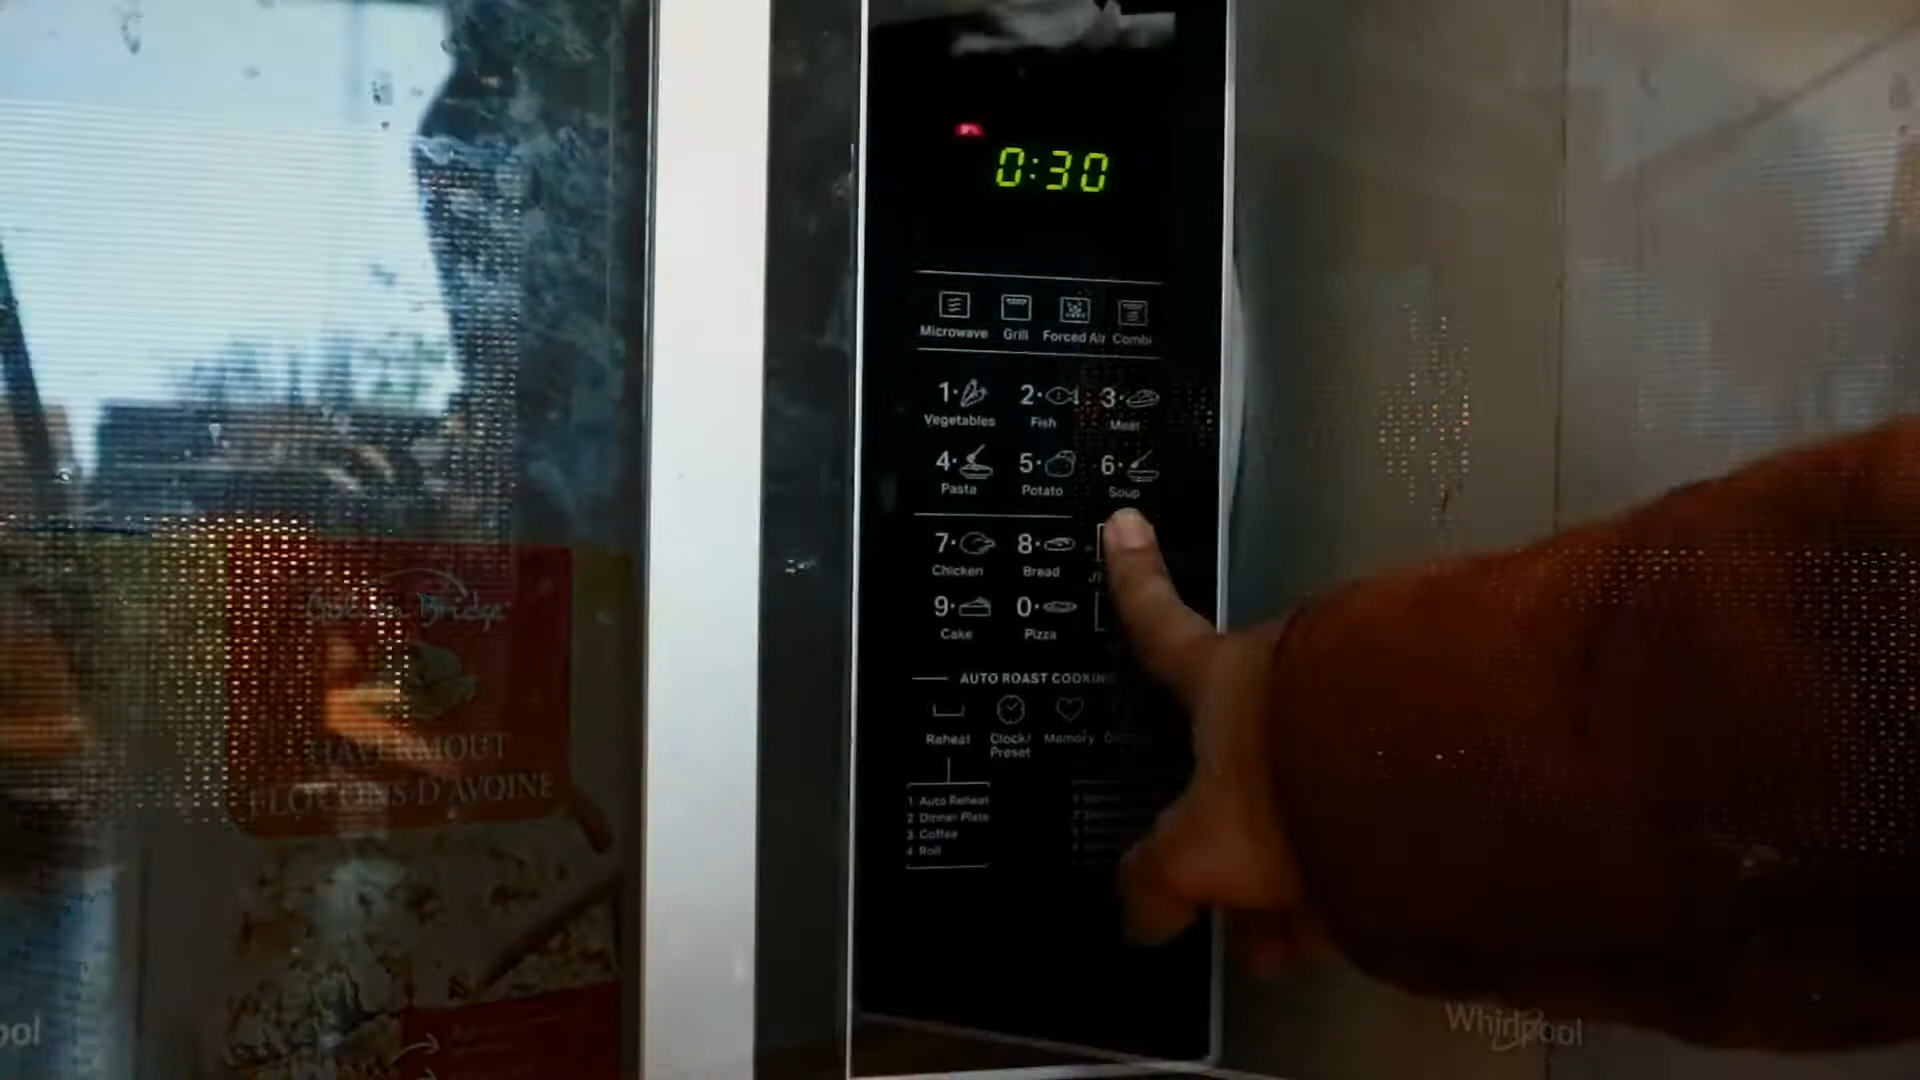 0:30
Microwave Grill Forced Air Combi
1· 2· 3·
Vegetables Fish Meat
4· 5· 6·
Pasta Potato Soup
7· 8·
Chicken Bread
9· 0·
Cake Pizza
AUTO ROAST COOKING
Reheat Clock/ Memory
Preset
1 Auto Reheat
2 Dinner Plate
3 Coffee
4 Roll
Bridge
HAVERMOUT
FLOCONS D'AVOINE
Whirlpool